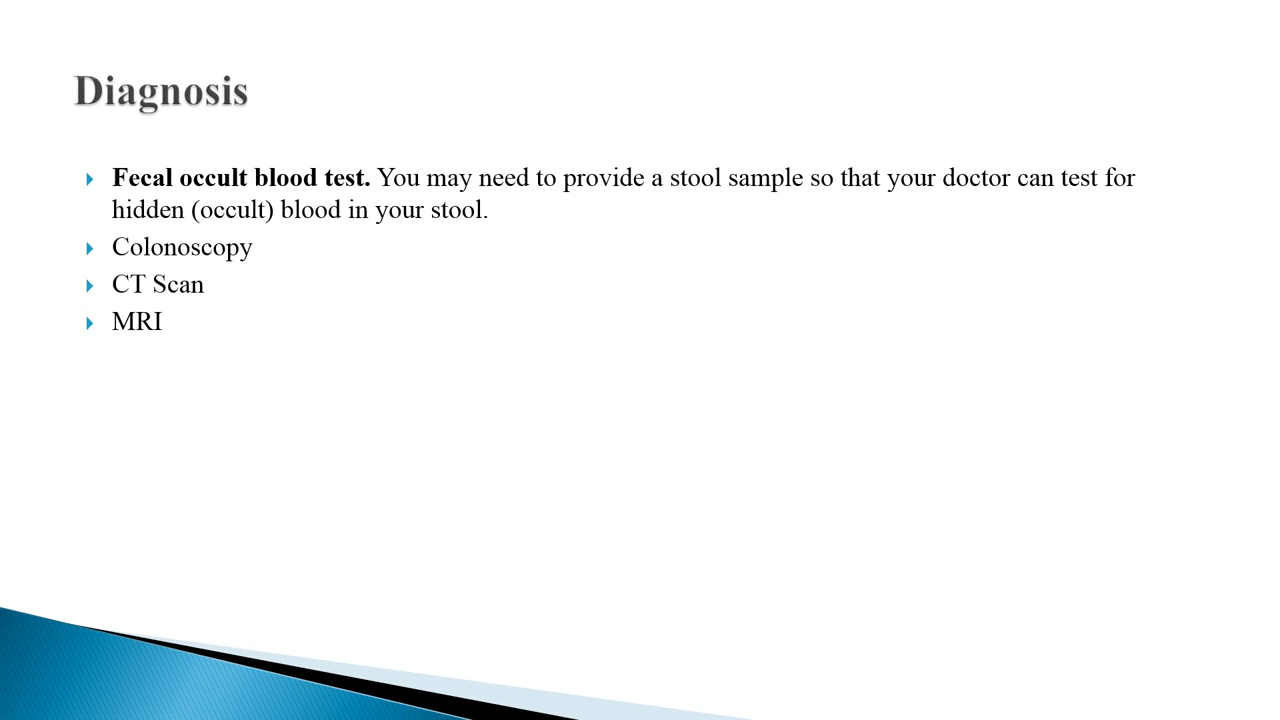 Diagnosis
Fecal occult blood test. You may need to provide a stool sample so that your doctor can test for
hidden (occult) blood in your stool.
Colonoscopy
CT Scan
MRI